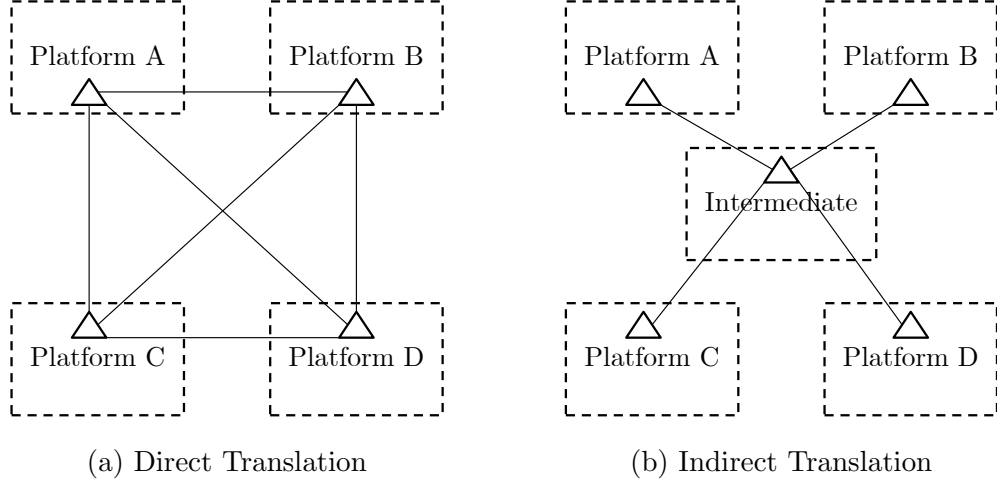 Platform A
Platform B
Platform C
Platform D
(a) Direct Translation
Platform A
Platform B
Intermediate
Platform C
Platform D
(b) Indirect Translation